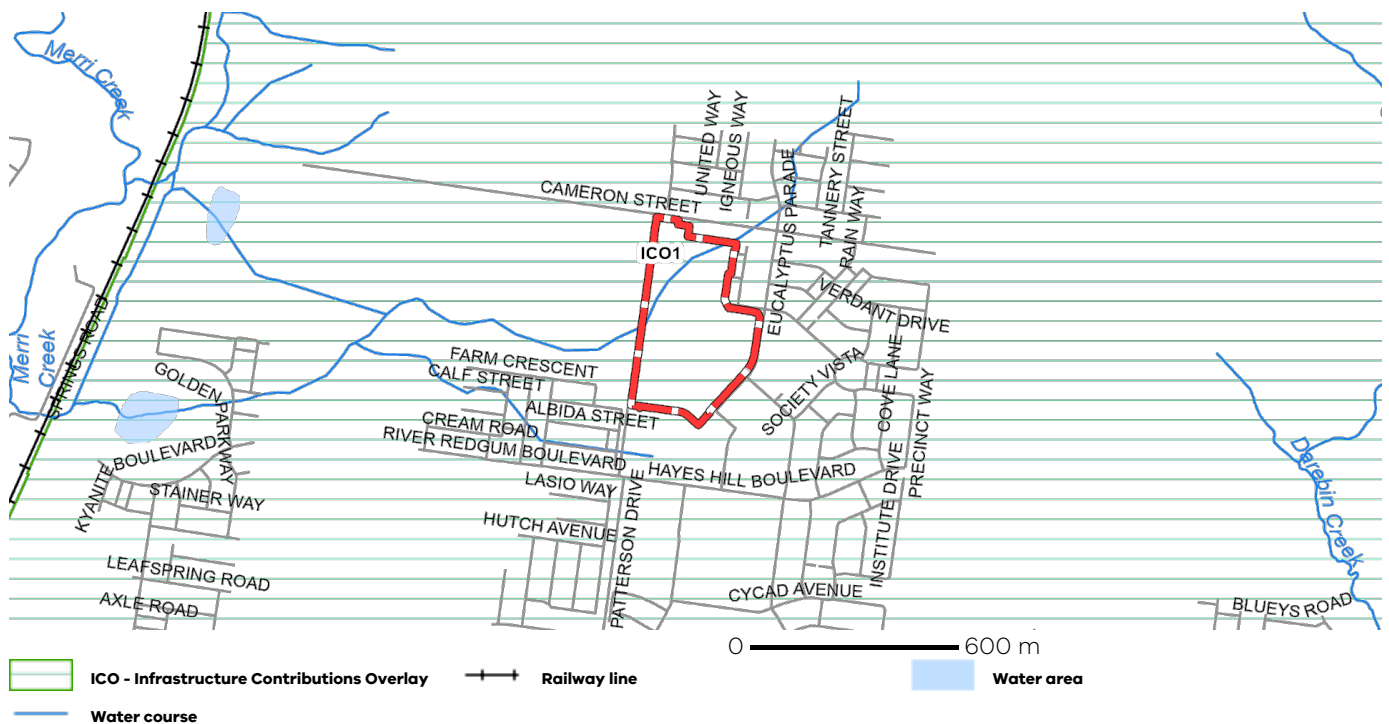 Merri Creek
UNITED WAY
IGNEOUS WAY
TANNERY STREET
CAMERON STREET
EUCALYPTUS PARADE
RAIN WAY
ICO1
VERDANT DRIVE
SPRINGS ROAD
Merri
Creek
FARM CRESCENT
CALF STREET
GOLDEN PARKWAY
SOCIETY VISTA
COVE LANE
PRECINCT WAY
ALBIDA STREET
CREAM ROAD
RIVER REDGUM BOULEVARD
KYANITE BOULEVARD
HAYES HILL BOULEVARD
STAINER WAY
LASIO WAY
PATTERSON DRIVE
INSTITUTE DRIVE
Darebin Creek
HUTCH AVENUE
LEAFSPRING ROAD
CYCAD AVENUE
AXLE ROAD
BLUEYS ROAD
0 600 m
ICO - Infrastructure Contributions Overlay
Railway line
Water area
Water course